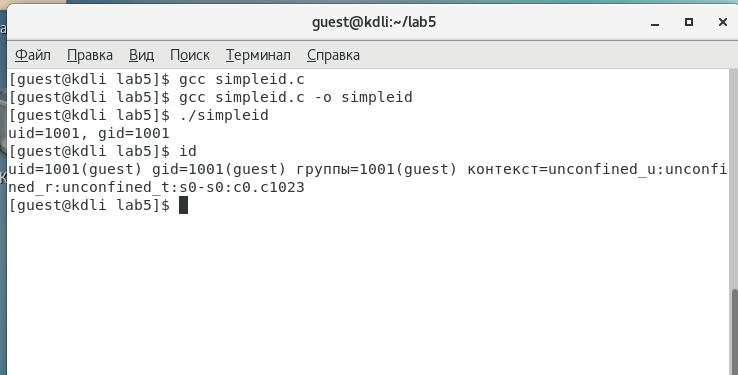 guest@kdli:~/lab5
Файл Правка Вид Поиск Терминал Справка
[guest@kdli lab5]$ gcc simpleid.c
[guest@kdli lab5]$ gcc simpleid.c -o simpleid
[guest@kdli lab5]$ ./simpleid
uid=1001, gid=1001
[guest@kdli lab5]$ id
uid=1001(guest) gid=1001(guest) группы=1001(guest) контекст=unconfined_u:unconfi
ned_r:unconfined_t:s0-s0:c0.c1023
[guest@kdli lab5]$